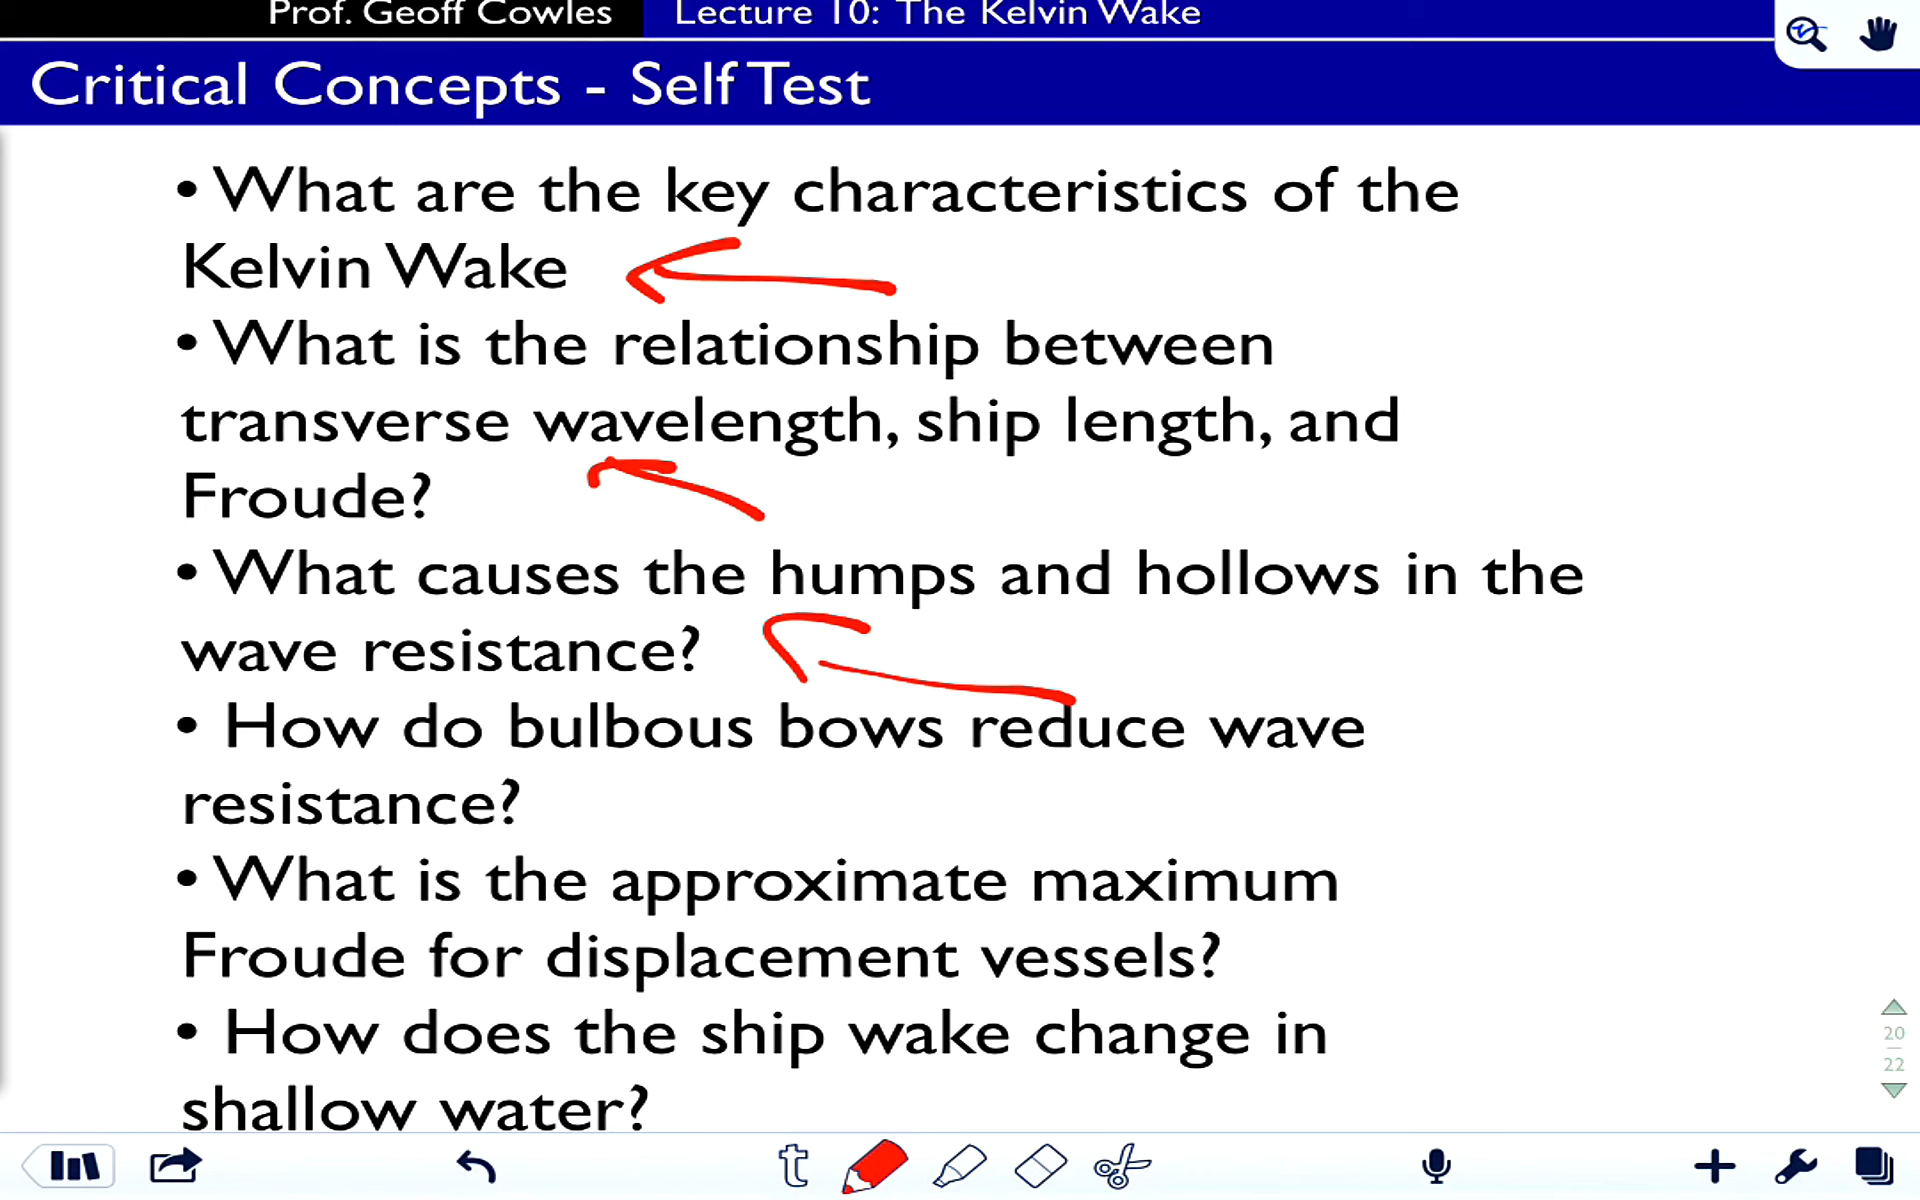 Prof. Geoff Cowles Lecture 10: The Kelvin Wake
Critical Concepts - Self Test
• What are the key characteristics of the
Kelvin Wake
• What is the relationship between
transverse wavelength, ship length, and
Froude?
• What causes the humps and hollows in the
wave resistance?
• How do bulbous bows reduce wave
resistance?
• What is the approximate maximum
Froude for displacement vessels?
• How does the ship wake change in
shallow water?
20
22
t